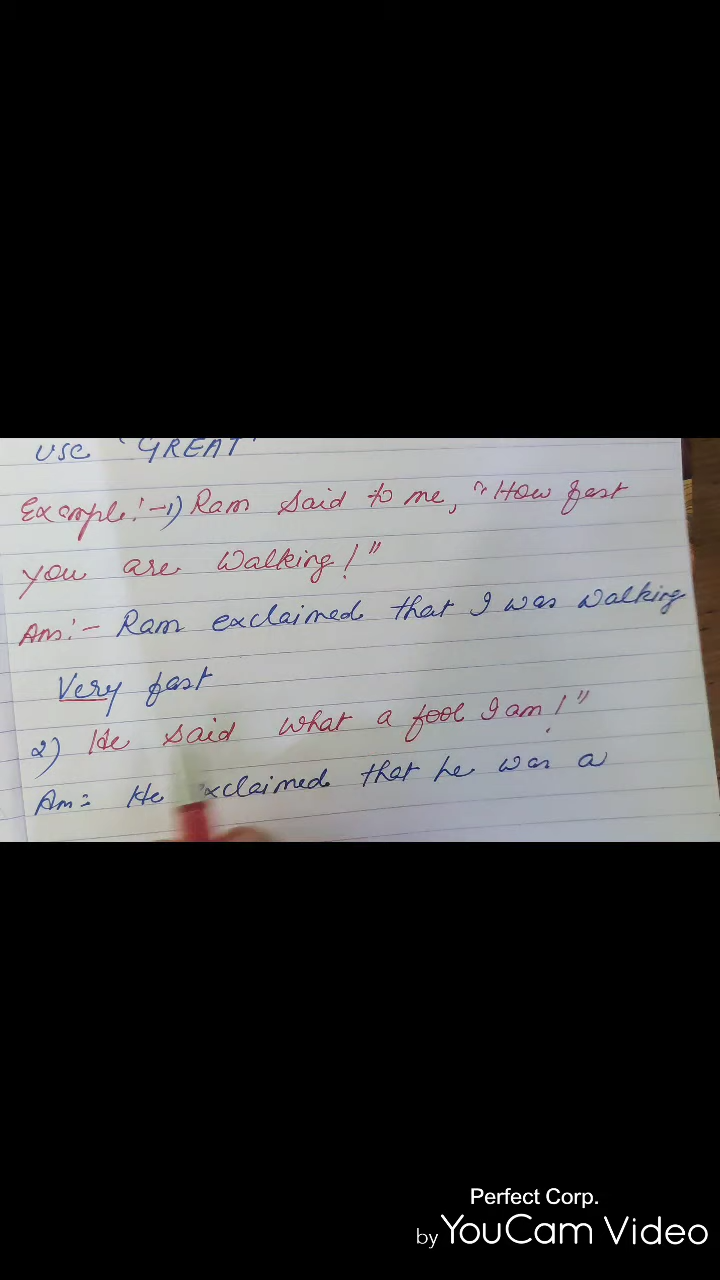 USE 'GREAT'
Example:-1) Ram said to me, "How fast
you are walking!"
Ans:- Ram exclaimed that I was walking
Very fast
2) He said what a fool I am!"
Ans:- He exclaimed that he was a
Perfect Corp.
by YouCam Video